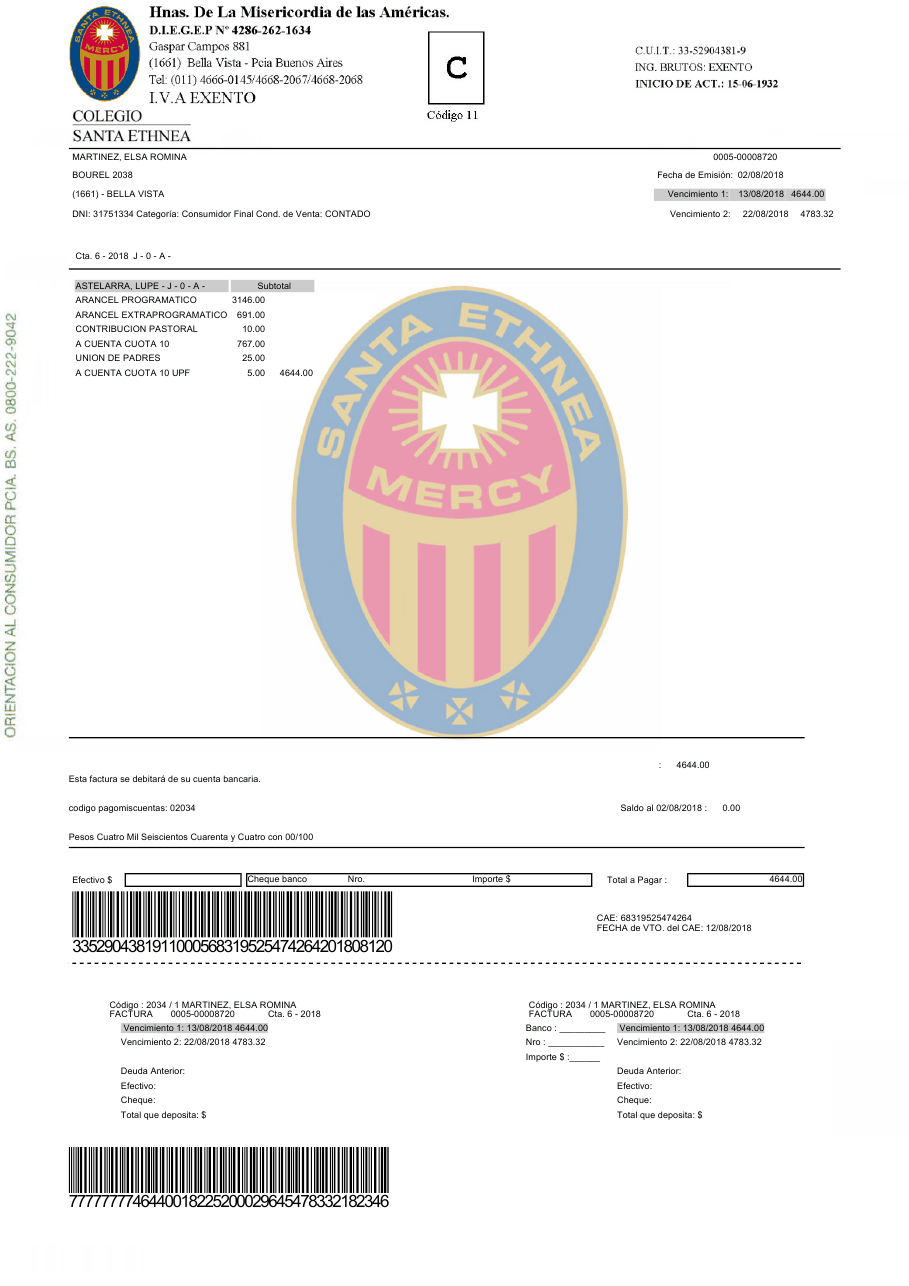 SANTA ETHNEA
MERCY
COLEGIO
SANTA ETHNEA
Hnas. De La Misericordia de las Américas.
D.I.E.G.E.P Nº 4286-262-1634
Gaspar Campos 881
(1661) Bella Vista - Pcia Buenos Aires
Tel: (011) 4666-0145/4668-2067/4668-2068
I.V.A EXENTO
C
Código 11
C.U.I.T.: 33-52904381-9
ING. BRUTOS: EXENTO
INICIO DE ACT.: 15-06-1932
MARTINEZ, ELSA ROMINA 0005-00008720
BOUREL 2038 Fecha de Emisión: 02/08/2018
(1661) - BELLA VISTA Vencimiento 1: 13/08/2018 4644.00
DNI: 31751334 Categoría: Consumidor Final Cond. de Venta: CONTADO Vencimiento 2: 22/08/2018 4783.32
Cta. 6 - 2018 J - 0 - A -
ASTELARRA, LUPE - J - 0 - A - Subtotal
ARANCEL PROGRAMATICO 3146.00
ARANCEL EXTRAPROGRAMATICO 691.00
CONTRIBUCION PASTORAL 10.00
A CUENTA CUOTA 10 767.00
UNION DE PADRES 25.00
A CUENTA CUOTA 10 UPF 5.00 4644.00
SANTA ETHNEA
MERCY
ORIENTACION AL CONSUMIDOR PCIA. BS. AS. 0800-222-9042
: 4644.00
Esta factura se debitará de su cuenta bancaria.
codigo pagomiscuentas: 02034 Saldo al 02/08/2018 : 0.00
Pesos Cuatro Mil Seiscientos Cuarenta y Cuatro con 00/100
Efectivo $ Cheque banco Nro. Importe $ Total a Pagar : 4644.00
3352904381911000568319525474264201808120
CAE: 68319525474264
FECHA de VTO. del CAE: 12/08/2018
Código : 2034 / 1 MARTINEZ, ELSA ROMINA
FACTURA 0005-00008720 Cta. 6 - 2018
Vencimiento 1: 13/08/2018 4644.00
Vencimiento 2: 22/08/2018 4783.32
Deuda Anterior:
Efectivo:
Cheque:
Total que deposita: $
Código : 2034 / 1 MARTINEZ, ELSA ROMINA
FACTURA 0005-00008720 Cta. 6 - 2018
Banco : _________ Vencimiento 1: 13/08/2018 4644.00
Nro : ___________ Vencimiento 2: 22/08/2018 4783.32
Importe $ :______
Deuda Anterior:
Efectivo:
Cheque:
Total que deposita: $
7777777746440018225200029645478332182346